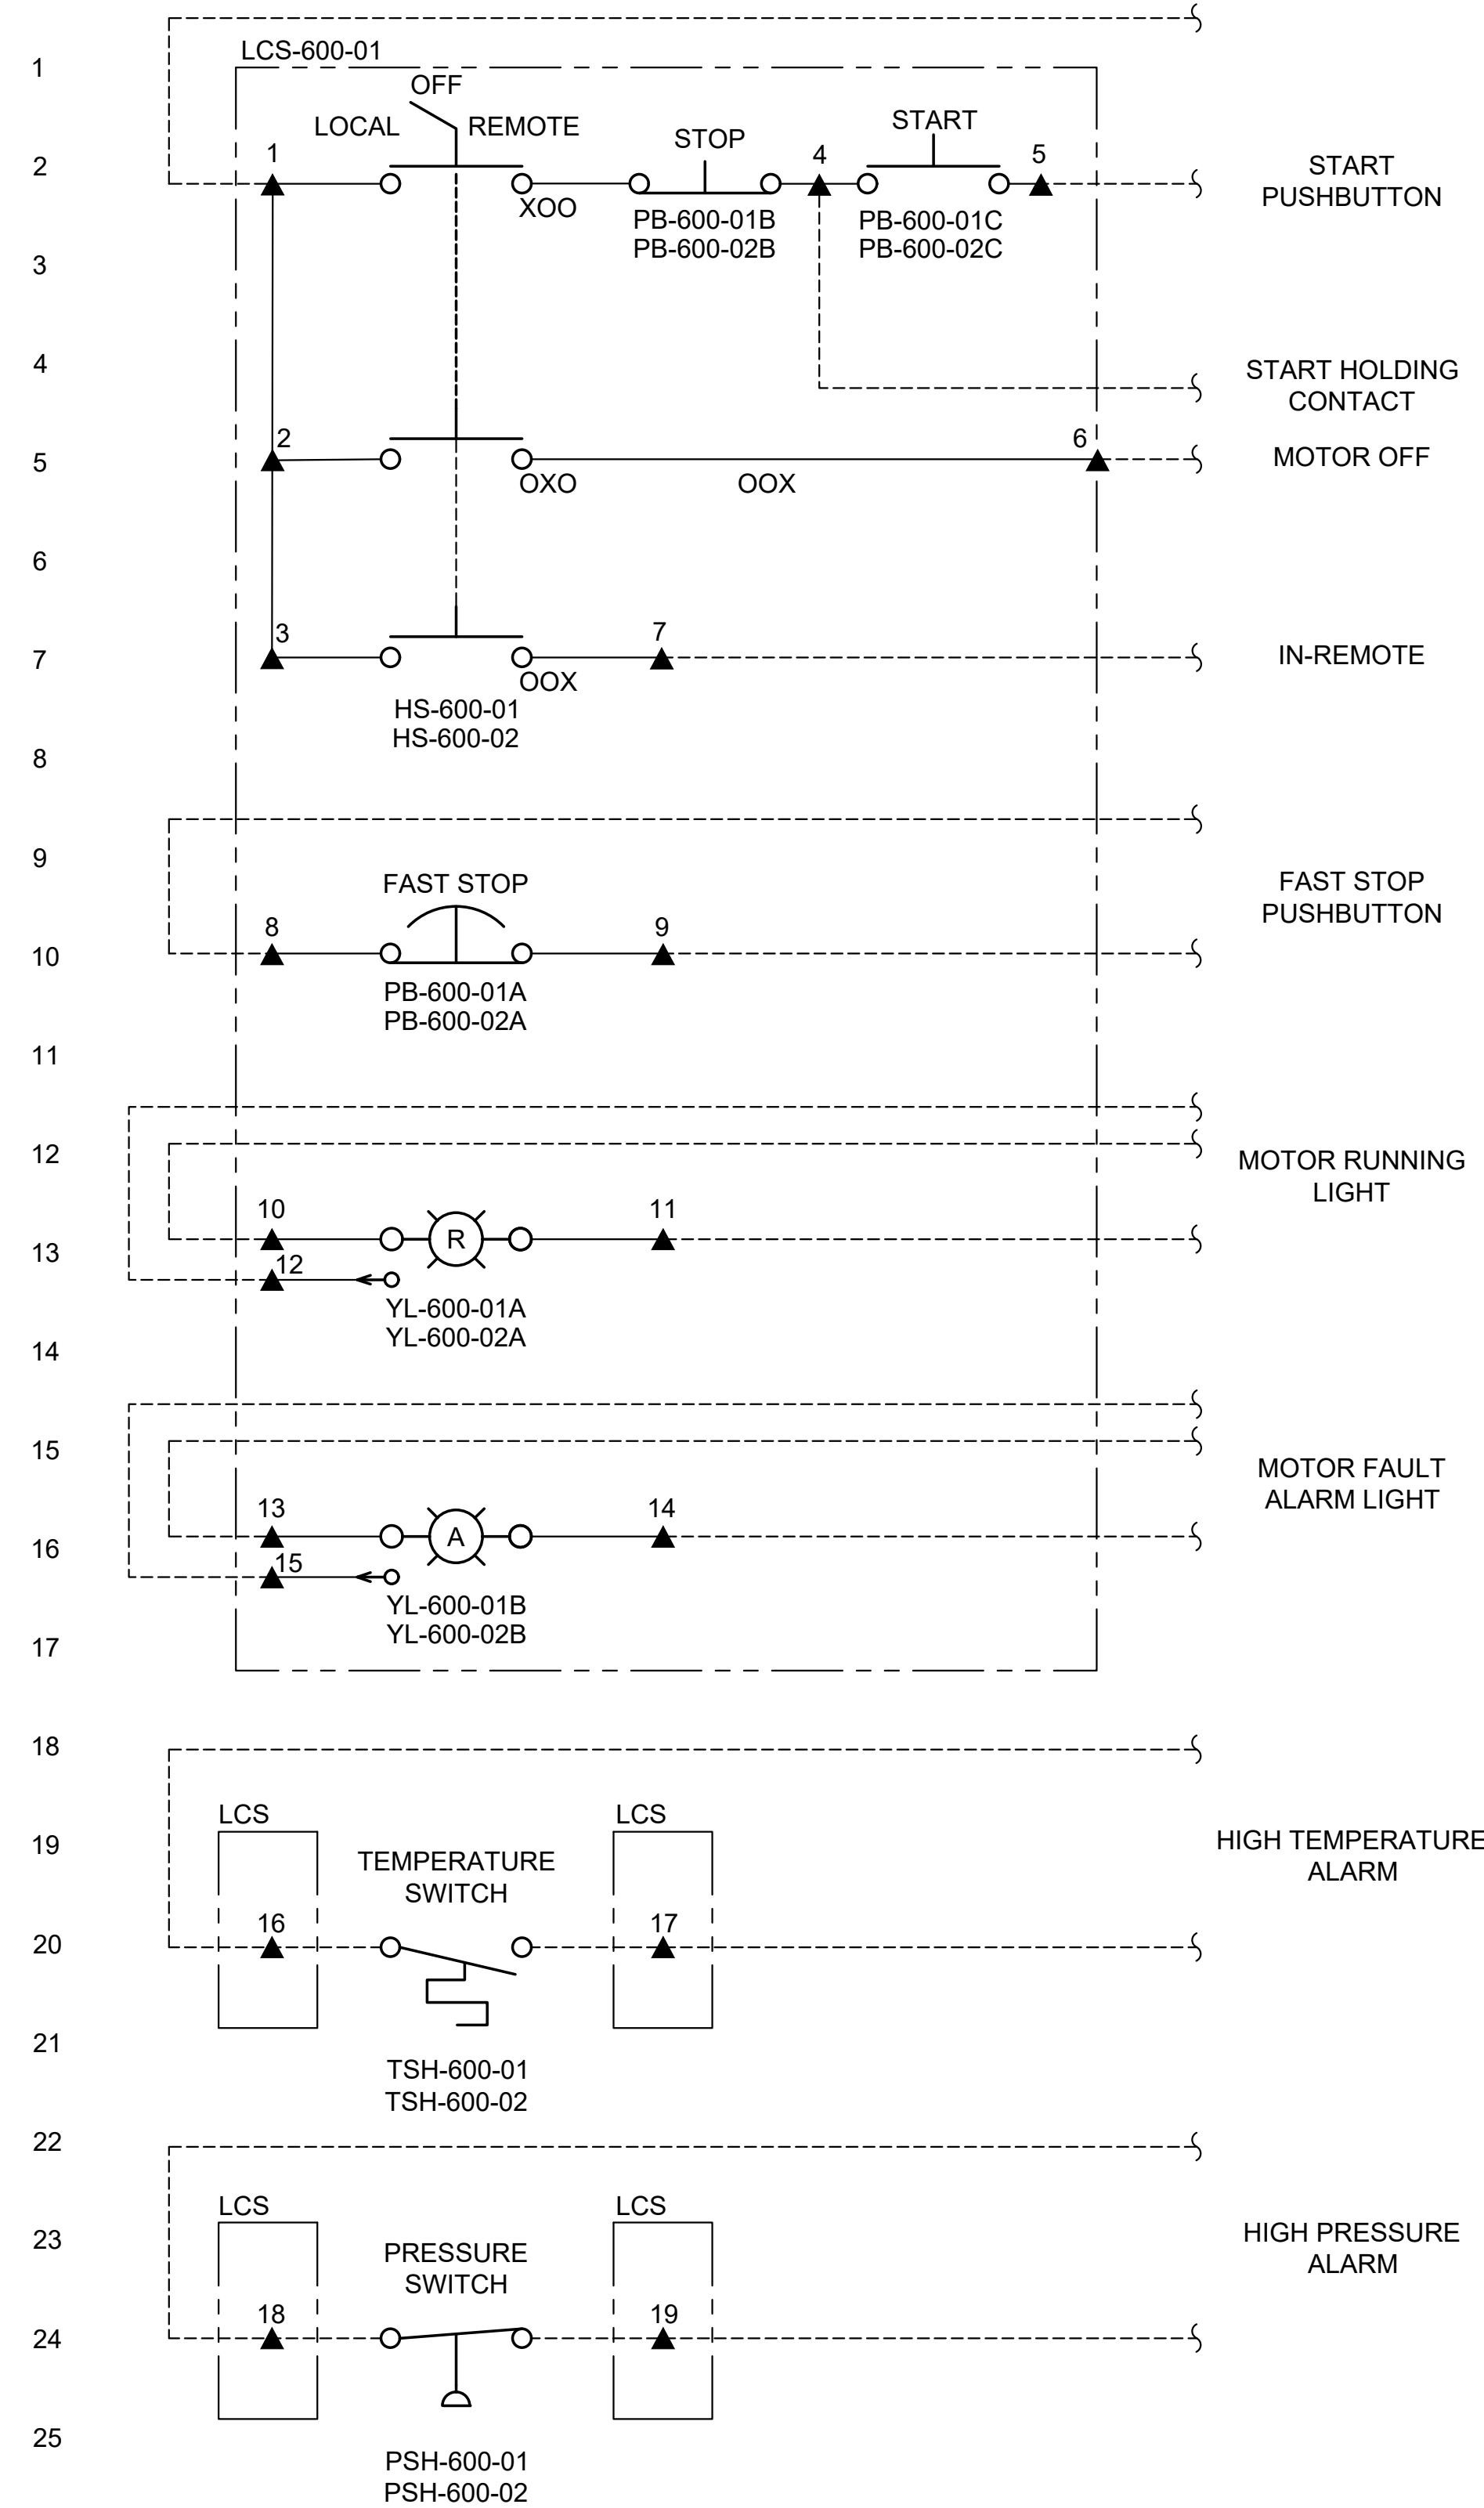 1
LCS-600-01
OFF
LOCAL REMOTE
STOP
START
2
1
4
5
START
PUSHBUTTON
XOO
PB-600-01B
PB-600-02B
PB-600-01C
PB-600-02C
3
4
START HOLDING
CONTACT
5
2
6
MOTOR OFF
OXO
OOX
6
7
3
7
IN-REMOTE
OOX
HS-600-01
HS-600-02
8
9
FAST STOP
FAST STOP
PUSHBUTTON
10
8
9
PB-600-01A
PB-600-02A
11
12
MOTOR RUNNING
LIGHT
10
11
R
13
12
YL-600-01A
YL-600-02A
14
15
MOTOR FAULT
ALARM LIGHT
13
14
A
16
15
YL-600-01B
YL-600-02B
17
18
LCS
LCS
19
HIGH TEMPERATURE
ALARM
TEMPERATURE
SWITCH
16
17
20
21
TSH-600-01
TSH-600-02
22
LCS
LCS
23
HIGH PRESSURE
ALARM
PRESSURE
SWITCH
18
19
24
25
PSH-600-01
PSH-600-02